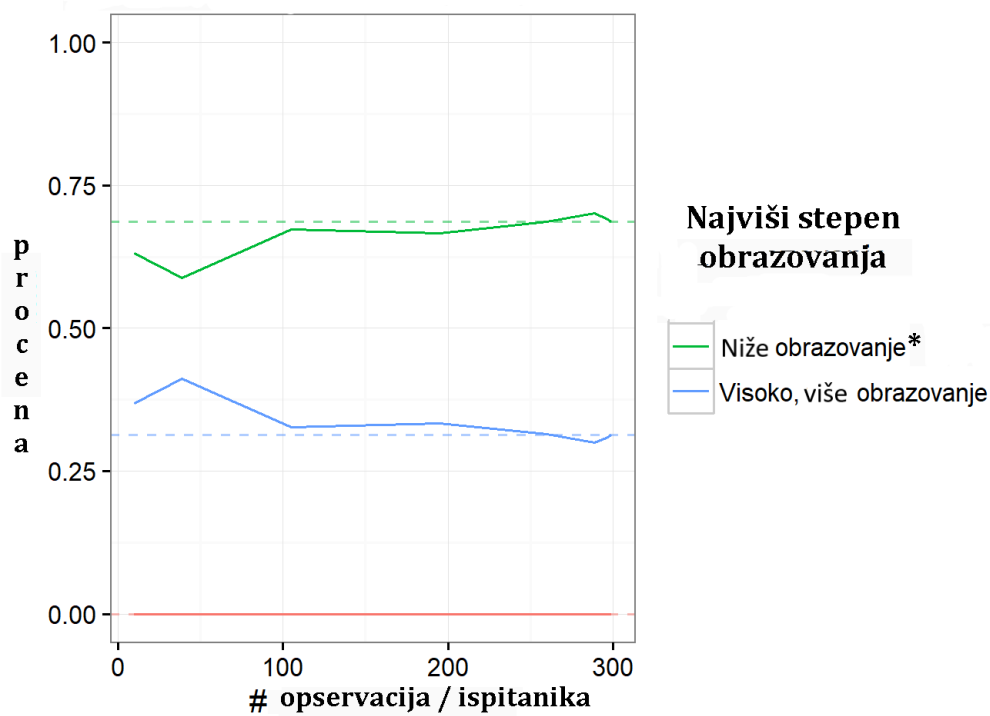 1.00
0.75
0.50
0.25
0.00
procena
0
100
200
300
# opservacija / ispitanika
Najviši stepen
obrazovanja
Niže obrazovanje*
Visoko, više obrazovanje